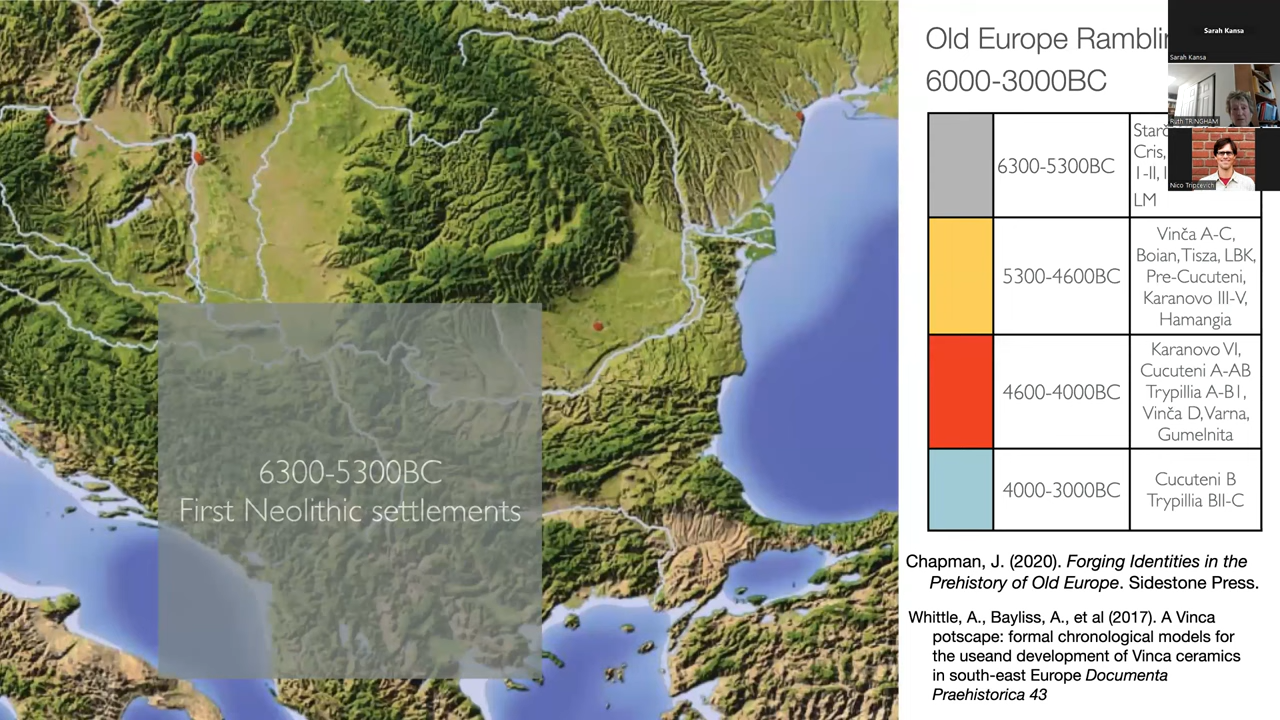 6300-5300BC
First Neolithic settlements
Old Europe
6000-3000BC
6300-5300BC
Cris,
LM
5300-4600BC
Vinča A-C,
Boian,Tisza, LBK,
Pre-Cucuteni,
Karanovo III-V,
Hamangia
4600-4000BC
Karanovo VI,
Cucuteni A-AB
Trypillia A-B1,
Vinča D,Varna,
Gumelnita
4000-3000BC
Cucuteni B
Trypillia BII-C
Chapman, J. (2020). Forging Identities in the
Prehistory of Old Europe. Sidestone Press.
Whittle, A., Bayliss, A., et al (2017). A Vinca
potscape: formal chronological models for
the useand development of Vinca ceramics
in south-east Europe Documenta
Praehistorica 43
Sarah Kansa
Sarah Kansa
Ruth TRINGHAM
Nico Tripcevich